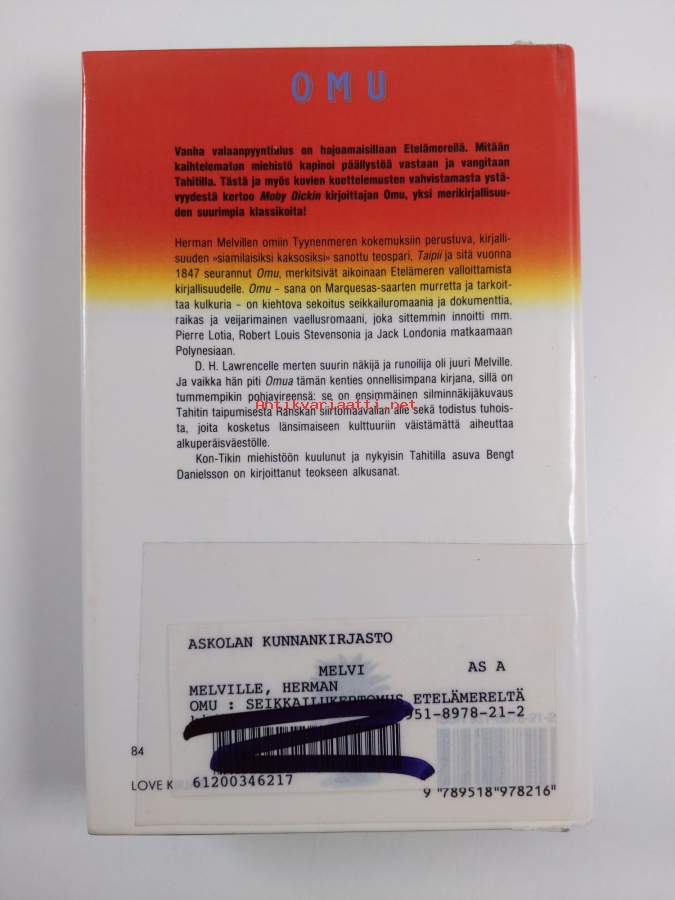 OMU
Vanha valaanpyyntialus on hajoamaisillaan Etelämerellä. Mitään
kaihtelematon miehistö kapinoi päällystöä vastaan ja vangitaan
Tahitilla. Tästä ja myös kovien koettelemusten vahvistamasta ystä-
vyydestä kertoo Moby Dickin kirjoittajan Omu, yksi merikirjallisuu-
den suurimpia klassikoita!
Herman Melvillen omiin Tyynenmeren kokemuksiin perustuva, kirjalli-
suuden »siamilaisiksi kaksosiksi» sanottu teospari, Taipii ja sitä vuonna
1847 seurannut Omu, merkitsivät aikoinaan Etelämeren valloittamista
kirjallisuudelle. Omu – sana on Marquesas-saarten murretta ja tarkoit-
taa kulkuria – on kiehtova sekoitus seikkailuromaania ja dokumenttia,
raikas ja veijarimainen vaellusromaani, joka sittemmin innoitti mm.
Pierre Lotia, Robert Louis Stevensonia ja Jack Londonia matkaamaan
Polynesiaan.
D. H. Lawrencelle merten suurin näkijä ja runoilija oli juuri Melville.
Ja vaikka hän piti Omua tämän kenties onnellisimpana kirjana, sillä on
tummempikin pohjavireensä: se on ensimmäinen silminnäkijäkuvaus
Antikvariaatti.net
Tahitin taipumisesta Ranskan siirtomaavallan alle sekä todistus tuhois-
ta, joita kosketus länsimaiseen kulttuuriin väistämättä aiheuttaa
alkuperäisväestölle.
Kon-Tikin miehistöön kuulunut ja nykyisin Tahitilla asuva Bengt
Danielsson on kirjoittanut teokseen alkusanat.
ASKOLAN KUNNANKIRJASTO
MELVI AS A
MELVILLE, HERMAN
OMU : SEIKKAILUKERTOMUS ETELÄMERELTÄ
951-8978-21-2
84
LOVE K
61200346217
9 789518 978216